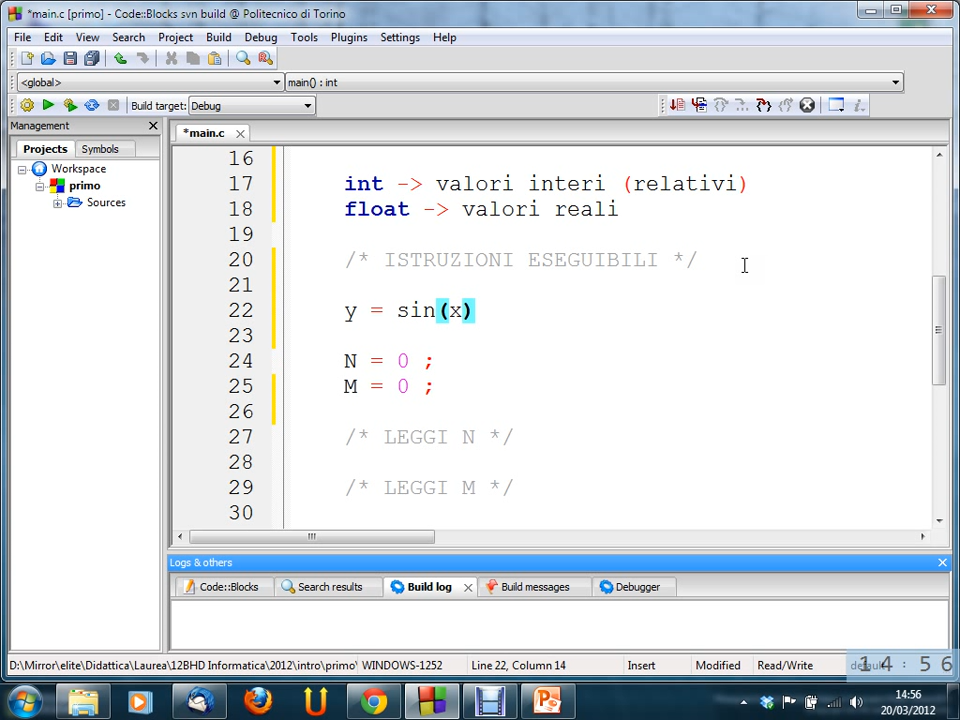 *main.c [primo] - Code::Blocks svn build @ Politecnico di Torino
File Edit View Search Project Build Debug Tools Plugins Settings Help
<global> main() : int
Build target: Debug
Management
*main.c
Projects Symbols
Workspace
primo
Sources
16
17 int -> valori interi (relativi)
18 float -> valori reali
19
20 /* ISTRUZIONI ESEGUIBILI */
21
22 y = sin(x)
23
24 N = 0 ;
25 M = 0 ;
26
27 /* LEGGI N */
28
29 /* LEGGI M */
30
Logs & others
Code::Blocks Search results Build log Build messages Debugger
D:\Mirror\elite\Didattica\Laurea\12BHD Informatica\2012\intro\primo\ WINDOWS-1252 Line 22, Column 14 Insert Modified Read/Write default
14:56
14:56
20/03/2012